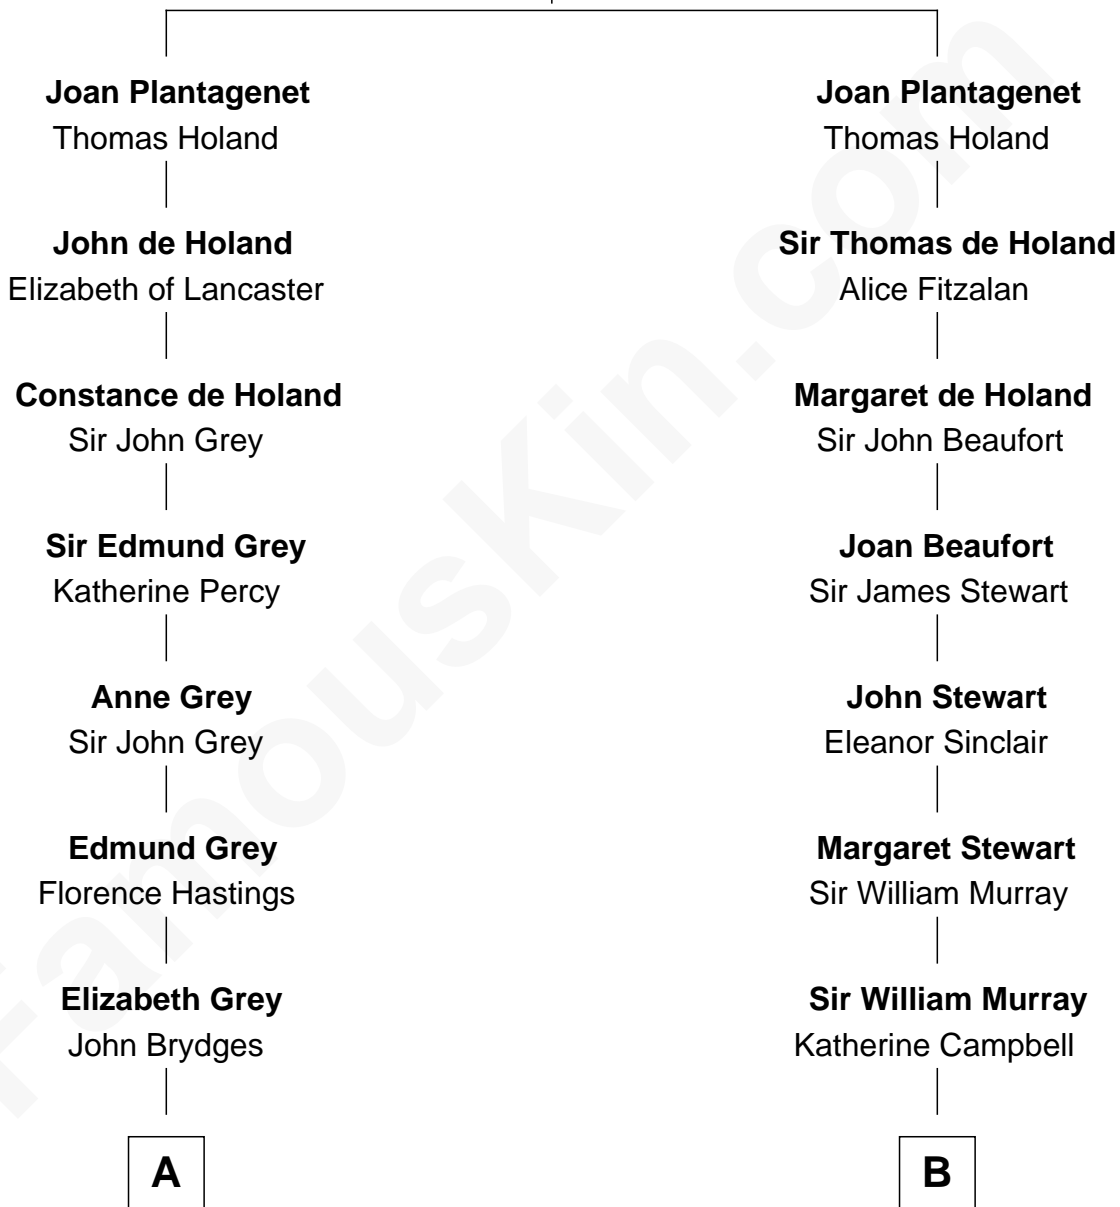 Joan Plantagenet
Thomas Holand
John de Holand
Elizabeth of Lancaster
Constance de Holand
Sir John Grey
Sir Edmund Grey
Katherine Percy
Anne Grey
Sir John Grey
Edmund Grey
Florence Hastings
Elizabeth Grey
John Brydges
A
Joan Plantagenet
Thomas Holand
Sir Thomas de Holand
Alice Fitzalan
Margaret de Holand
Sir John Beaufort
Joan Beaufort
Sir James Stewart
John Stewart
Eleanor Sinclair
Margaret Stewart
Sir William Murray
Sir William Murray
Katherine Campbell
B
FamousKin.com